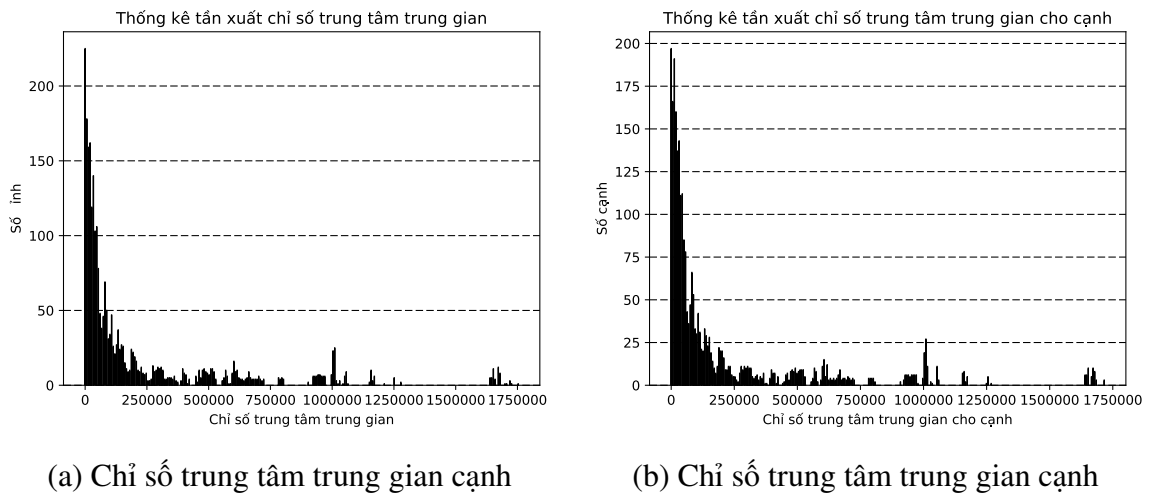 Thống kê tần xuất chỉ số trung tâm trung gian
Số ỉnh
200
150
100
50
0
0 250000 500000 750000 1000000 1250000 1500000 1750000
Chỉ số trung tâm trung gian
(a) Chỉ số trung tâm trung gian cạnh
Thống kê tần xuất chỉ số trung tâm trung gian cho cạnh
Số cạnh
200
175
150
125
100
75
50
25
0
0 250000 500000 750000 1000000 1250000 1500000 1750000
Chỉ số trung tâm trung gian cho cạnh
(b) Chỉ số trung tâm trung gian cạnh